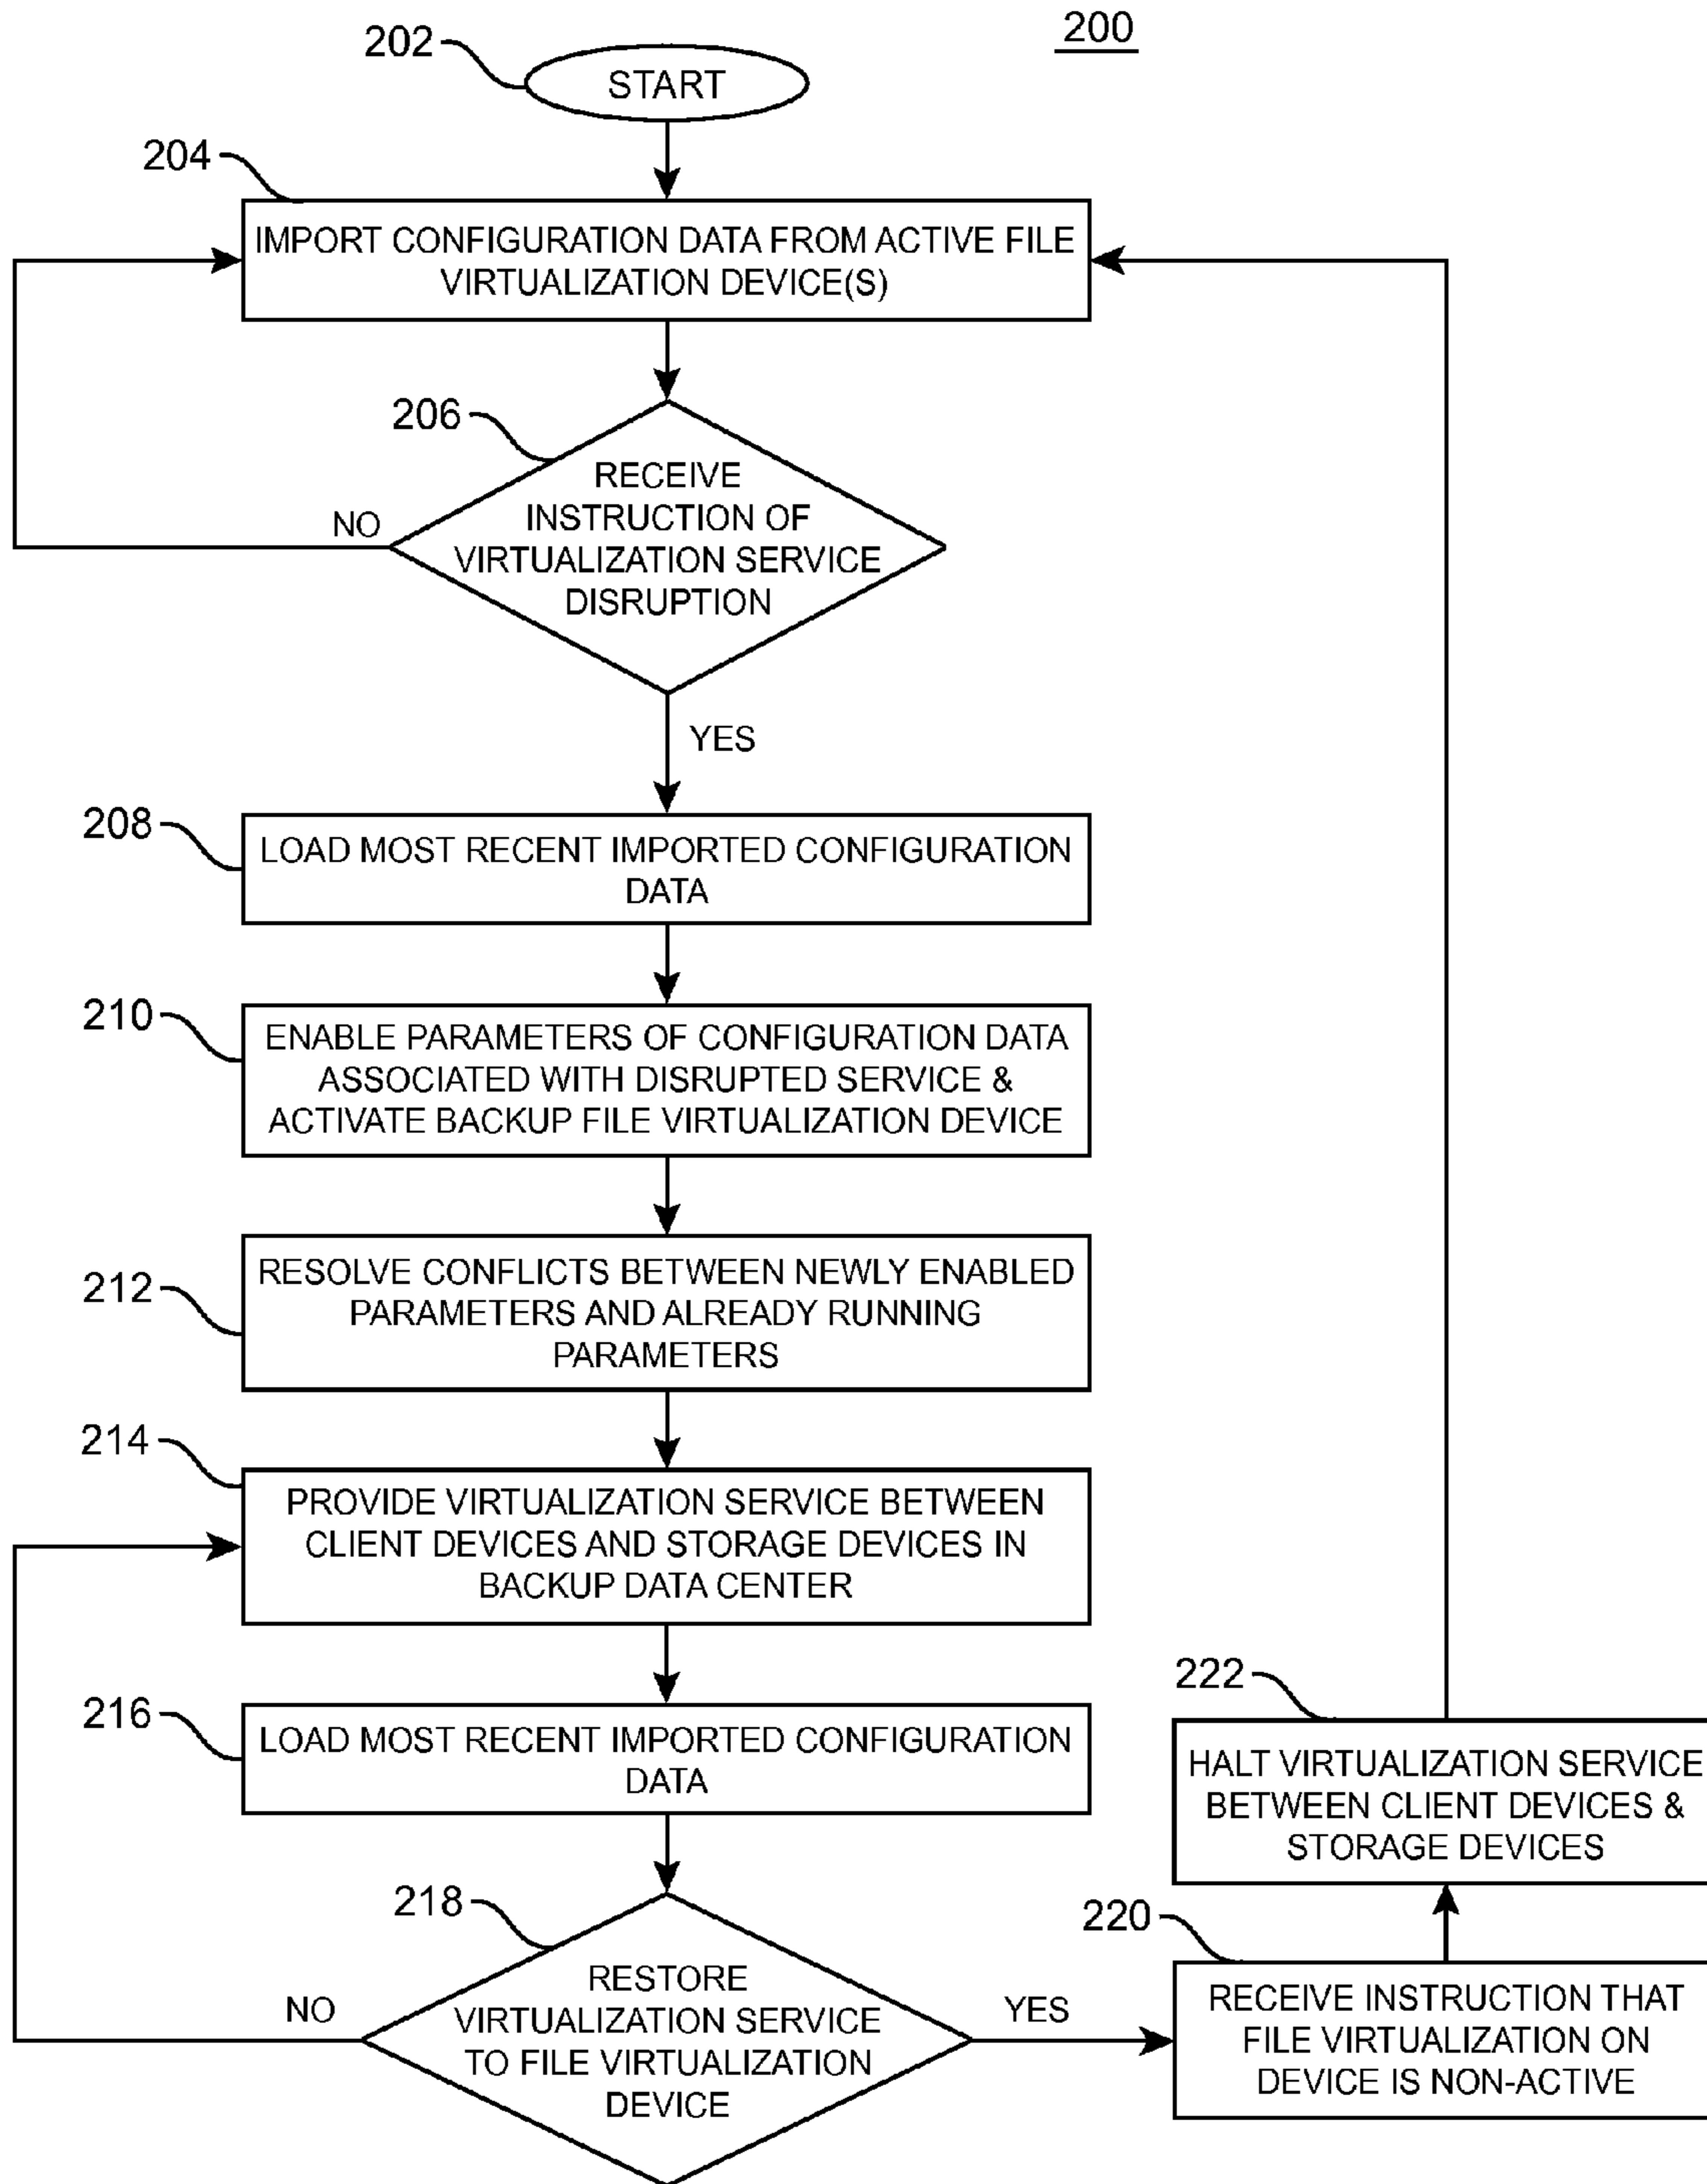 200
202
START
204
IMPORT CONFIGURATION DATA FROM ACTIVE FILE
VIRTUALIZATION DEVICE(S)
206
RECEIVE
INSTRUCTION OF
VIRTUALIZATION SERVICE
DISRUPTION
NO
YES
208
LOAD MOST RECENT IMPORTED CONFIGURATION
DATA
210
ENABLE PARAMETERS OF CONFIGURATION DATA
ASSOCIATED WITH DISRUPTED SERVICE &
ACTIVATE BACKUP FILE VIRTUALIZATION DEVICE
212
RESOLVE CONFLICTS BETWEEN NEWLY ENABLED
PARAMETERS AND ALREADY RUNNING
PARAMETERS
214
PROVIDE VIRTUALIZATION SERVICE BETWEEN
CLIENT DEVICES AND STORAGE DEVICES IN
BACKUP DATA CENTER
216
LOAD MOST RECENT IMPORTED CONFIGURATION
DATA
218
RESTORE
VIRTUALIZATION SERVICE
TO FILE VIRTUALIZATION
DEVICE
NO
YES
220
RECEIVE INSTRUCTION THAT
FILE VIRTUALIZATION ON
DEVICE IS NON-ACTIVE
222
HALT VIRTUALIZATION SERVICE
BETWEEN CLIENT DEVICES &
STORAGE DEVICES